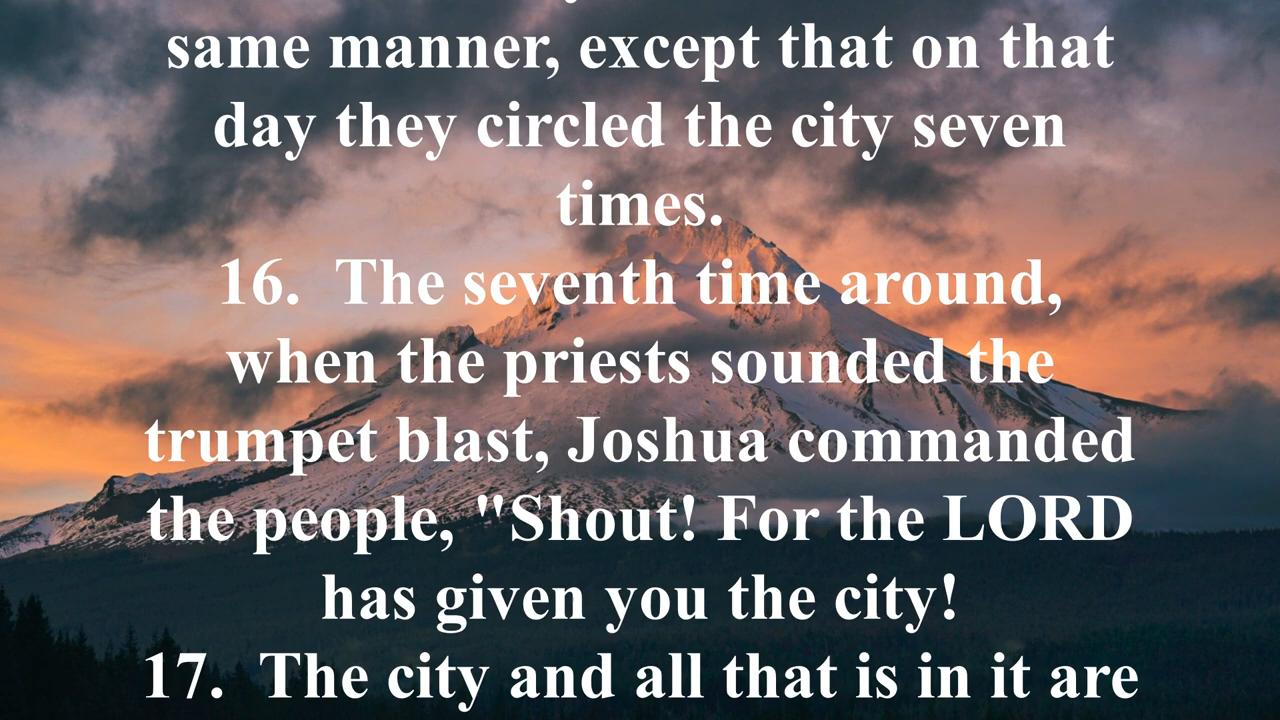 same manner, except that on that
day they circled the city seven
times.
16. The seventh time around,
when the priests sounded the
trumpet blast, Joshua commanded
the people, "Shout! For the LORD
has given you the city!
17. The city and all that is in it are